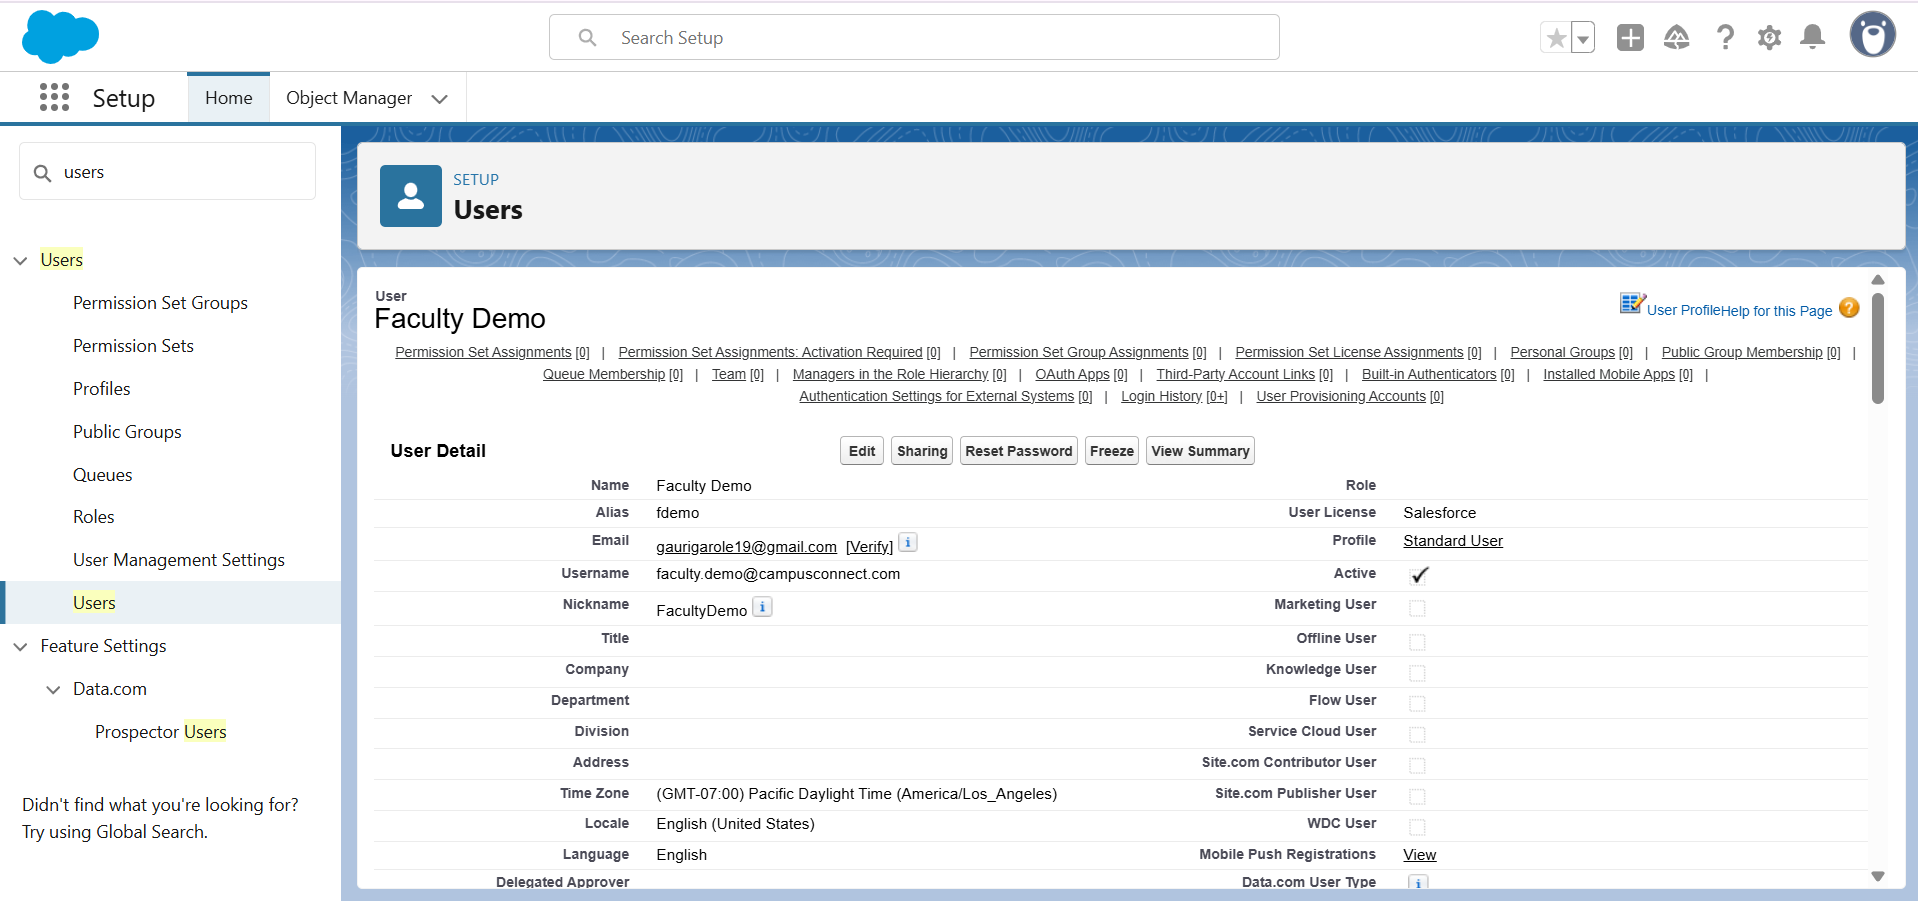 Search Setup
Setup
Home
Object Manager
users
Users
Permission Set Groups
Permission Sets
Profiles
Public Groups
Queues
Roles
User Management Settings
Users
Feature Settings
Data.com
Prospector Users
Didn't find what you're looking for?
Try using Global Search.
SETUP
Users
User
Faculty Demo
User Profile Help for this Page ?
Permission Set Assignments [0] | Permission Set Assignments: Activation Required [0] | Permission Set Group Assignments [0] | Permission Set License Assignments [0] | Personal Groups [0] | Public Group Membership [0] |
Queue Membership [0] | Team [0] | Managers in the Role Hierarchy [0] | OAuth Apps [0] | Third-Party Account Links [0] | Built-in Authenticators [0] | Installed Mobile Apps [0] |
Authentication Settings for External Systems [0] | Login History [0+] | User Provisioning Accounts [0]
User Detail
Edit Sharing Reset Password Freeze View Summary
Name Faculty Demo Role
Alias fdemo User License Salesforce
Email gaurigarole19@gmail.com [Verify] i Profile Standard User
Username faculty.demo@campusconnect.com Active
Nickname FacultyDemo i Marketing User
Title Offline User
Company Knowledge User
Department Flow User
Division Service Cloud User
Address Site.com Contributor User
Time Zone (GMT-07:00) Pacific Daylight Time (America/Los_Angeles) Site.com Publisher User
Locale English (United States) WDC User
Language English Mobile Push Registrations View
Delegated Approver Data.com User Type i